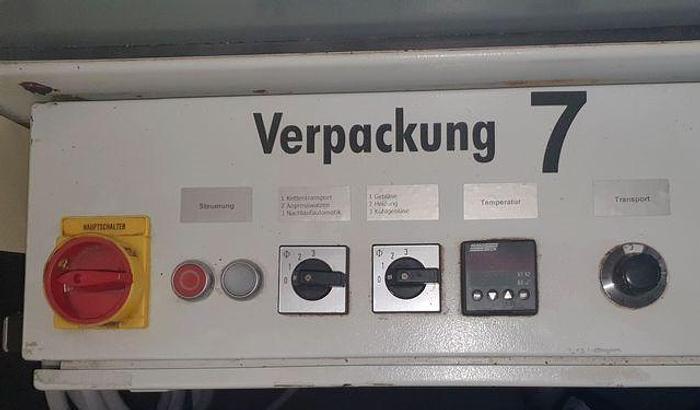 Verpackung 7
Steuerung
1 Kettentransport
2 Anpresswalzen
3 Nachlaufautomatik
1 Gebläse
2 Heizung
3 Kühlgebläse
Temperatur
Transport
HAUPTSCHALTER
0 1 2 3
0 1 2 3